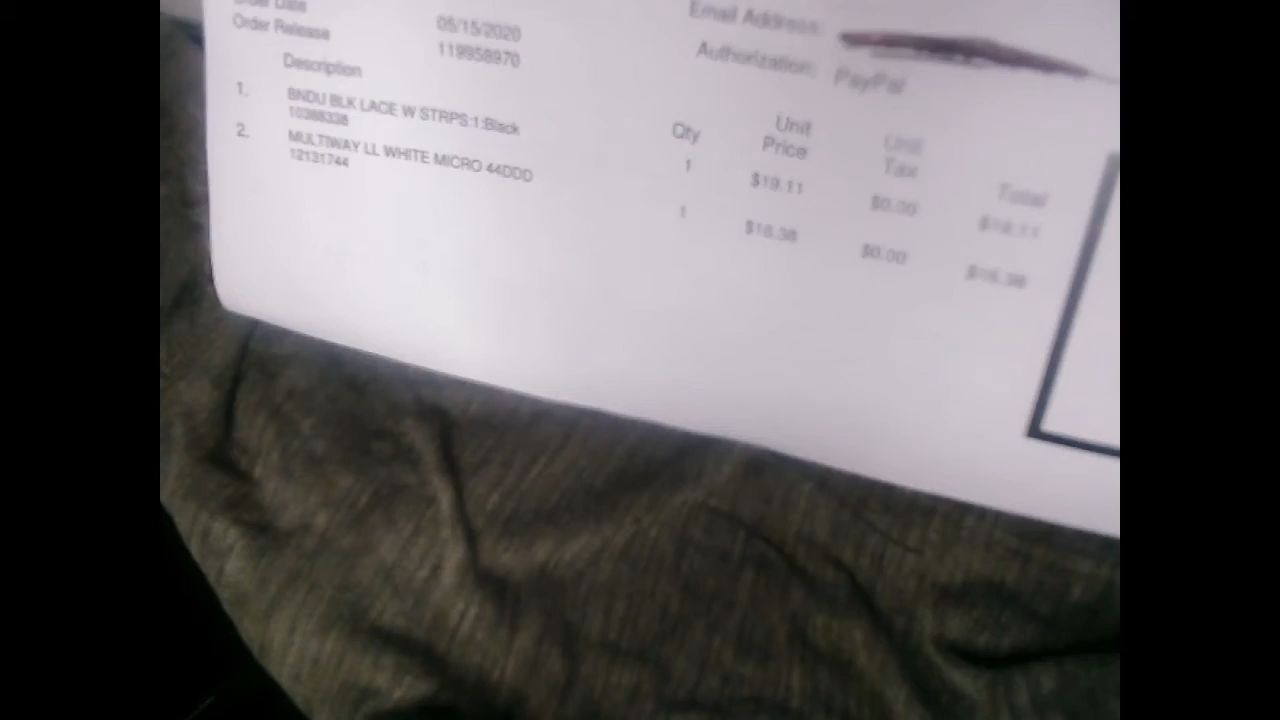 Order Date 05/15/2020
Order Release 119958970
Email Address:
Authorization: PayPal
Description Qty Unit Price Unit Tax Total
1. BNDU BLK LACE W STRPS:1:Black 1 $19.11 $0.00 $19.11
10388338
2. MULTIWAY LL WHITE MICRO 44DDD 1 $16.38 $0.00 $16.38
12131744